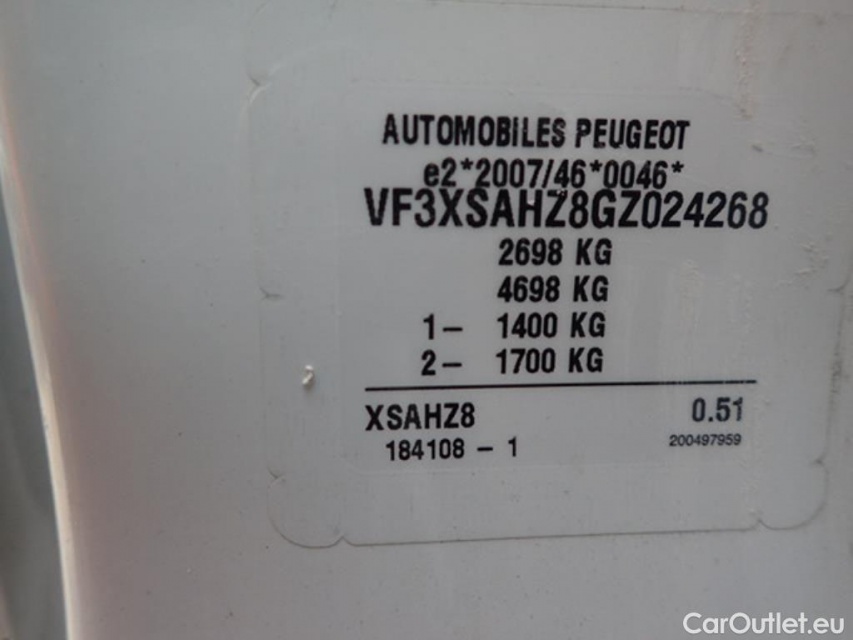 AUTOMOBILES PEUGEOT
e2*2007/46*0046*
VF3XSAHZ8GZ024268
2698 KG
4698 KG
1– 1400 KG
2– 1700 KG
XSAHZ8 0.51
184108 – 1 200497959
CarOutlet.eu